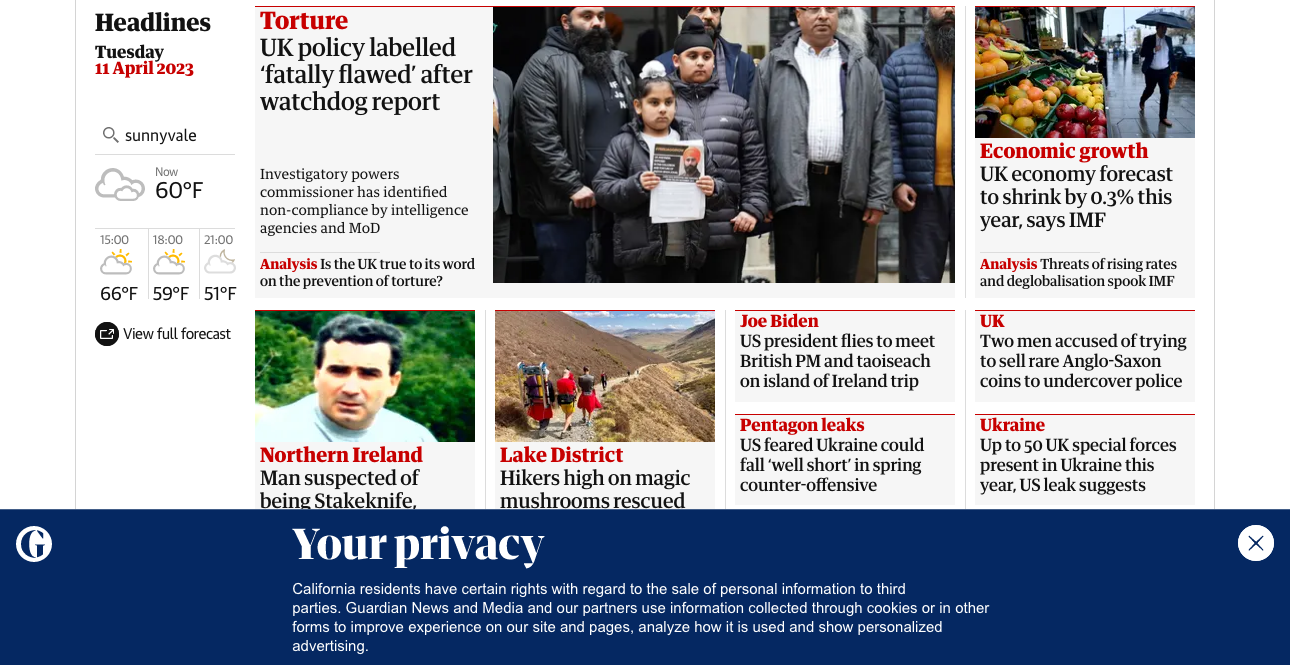 Headlines
Tuesday
11 April 2023
sunnyvale
Now
60°F
15:00
18:00
21:00
66°F
59°F
51°F
View full forecast
Torture
UK policy labelled
‘fatally flawed’ after
watchdog report
Investigatory powers
commissioner has identified
non-compliance by intelligence
agencies and MoD
Analysis Is the UK true to its word
on the prevention of torture?
Economic growth
UK economy forecast
to shrink by 0.3% this
year, says IMF
Analysis Threats of rising rates
and deglobalisation spook IMF
Northern Ireland
Man suspected of
being Stakeknife,
Lake District
Hikers high on magic
mushrooms rescued
Joe Biden
US president flies to meet
British PM and taoiseach
on island of Ireland trip
Pentagon leaks
US feared Ukraine could
fall ‘well short’ in spring
counter-offensive
UK
Two men accused of trying
to sell rare Anglo-Saxon
coins to undercover police
Ukraine
Up to 50 UK special forces
present in Ukraine this
year, US leak suggests
Your privacy
California residents have certain rights with regard to the sale of personal information to third
parties. Guardian News and Media and our partners use information collected through cookies or in other
forms to improve experience on our site and pages, analyze how it is used and show personalized
advertising.